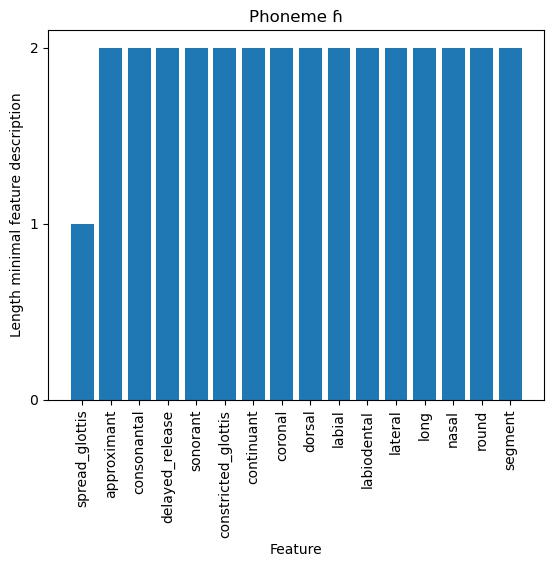 Phoneme ɦ
Length minimal feature description
2
1
0
spread_glottis
approximant
consonantal
delayed_release
sonorant
constricted_glottis
continuant
coronal
dorsal
labial
labiodental
lateral
long
nasal
round
segment
Feature